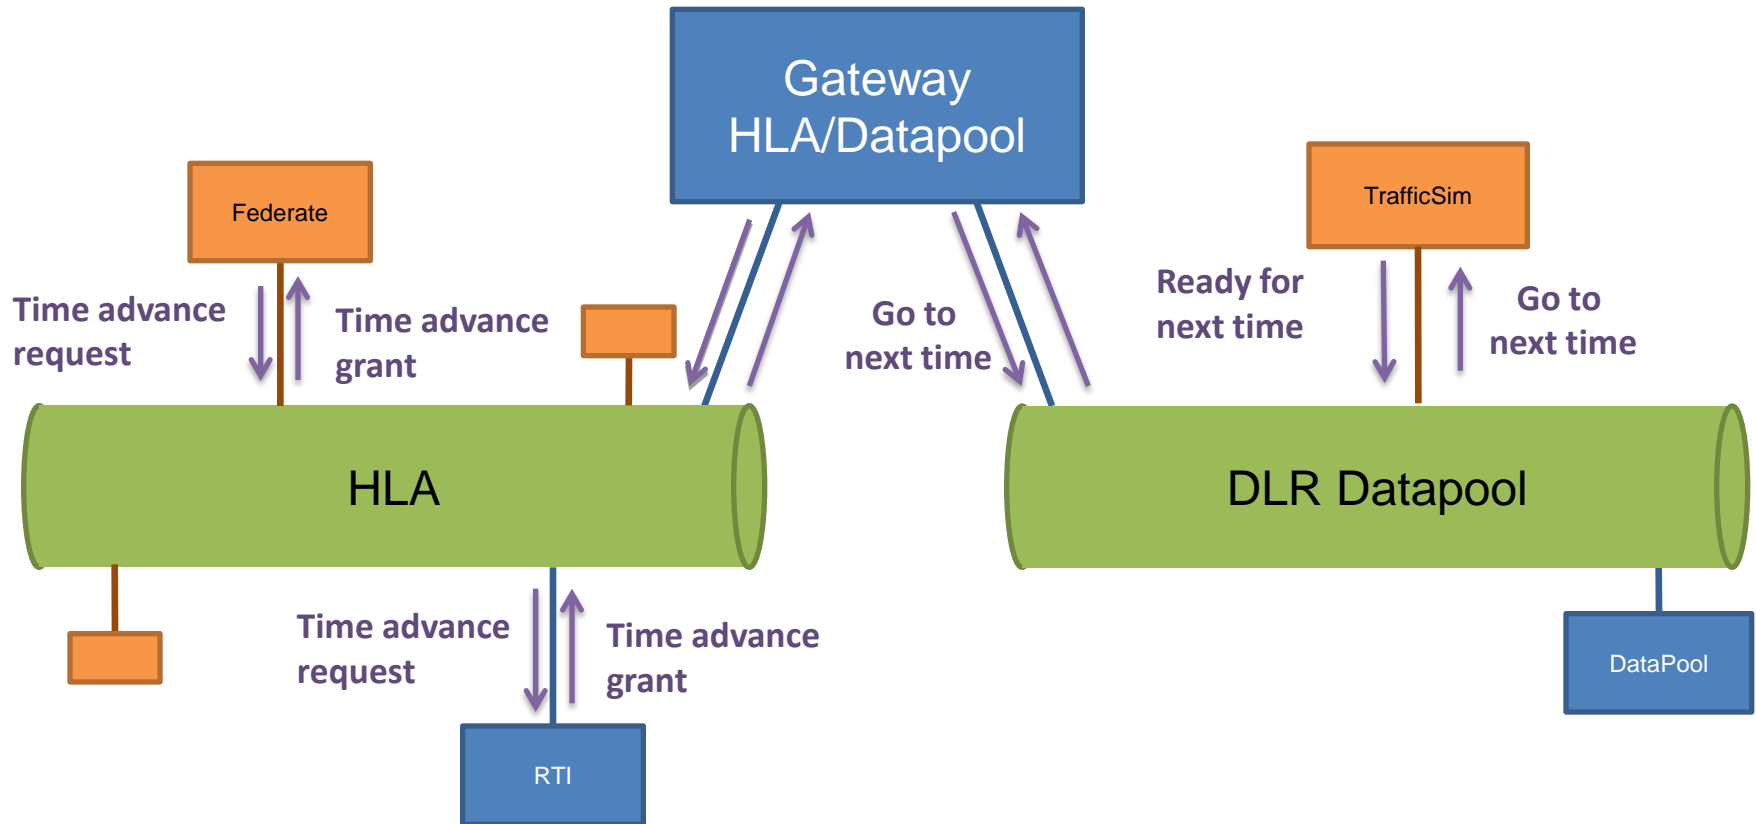 Gateway
HLA/Datapool
Federate
TrafficSim
Time advance
request
Time advance
grant
Go to
next time
Ready for
next time
Go to
next time
HLA
DLR Datapool
Time advance
request
Time advance
grant
DataPool
RTI